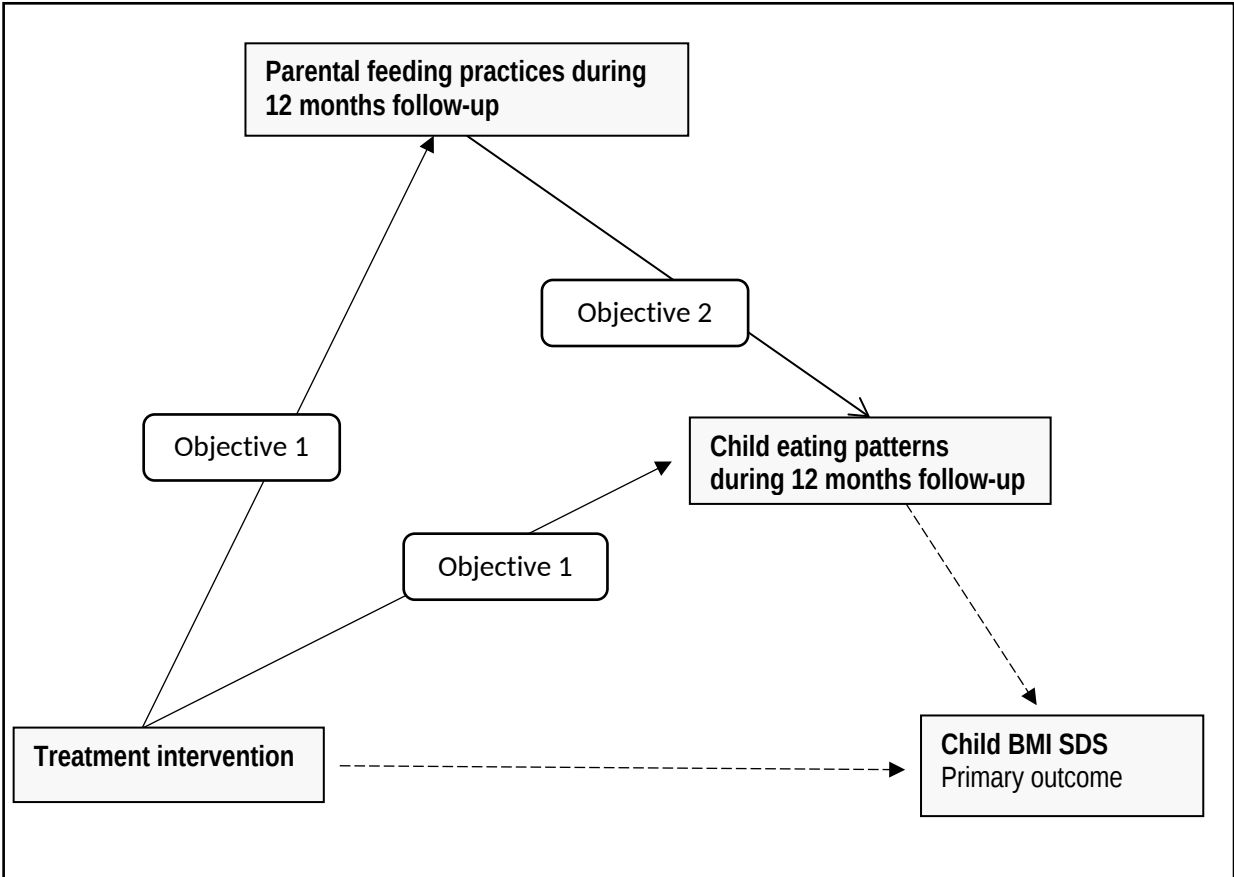 Parental feeding practices during
12 months follow-up
Objective 2
Objective 1
Child eating patterns
during 12 months follow-up
Objective 1
Treatment intervention
Child BMI SDS
Primary outcome